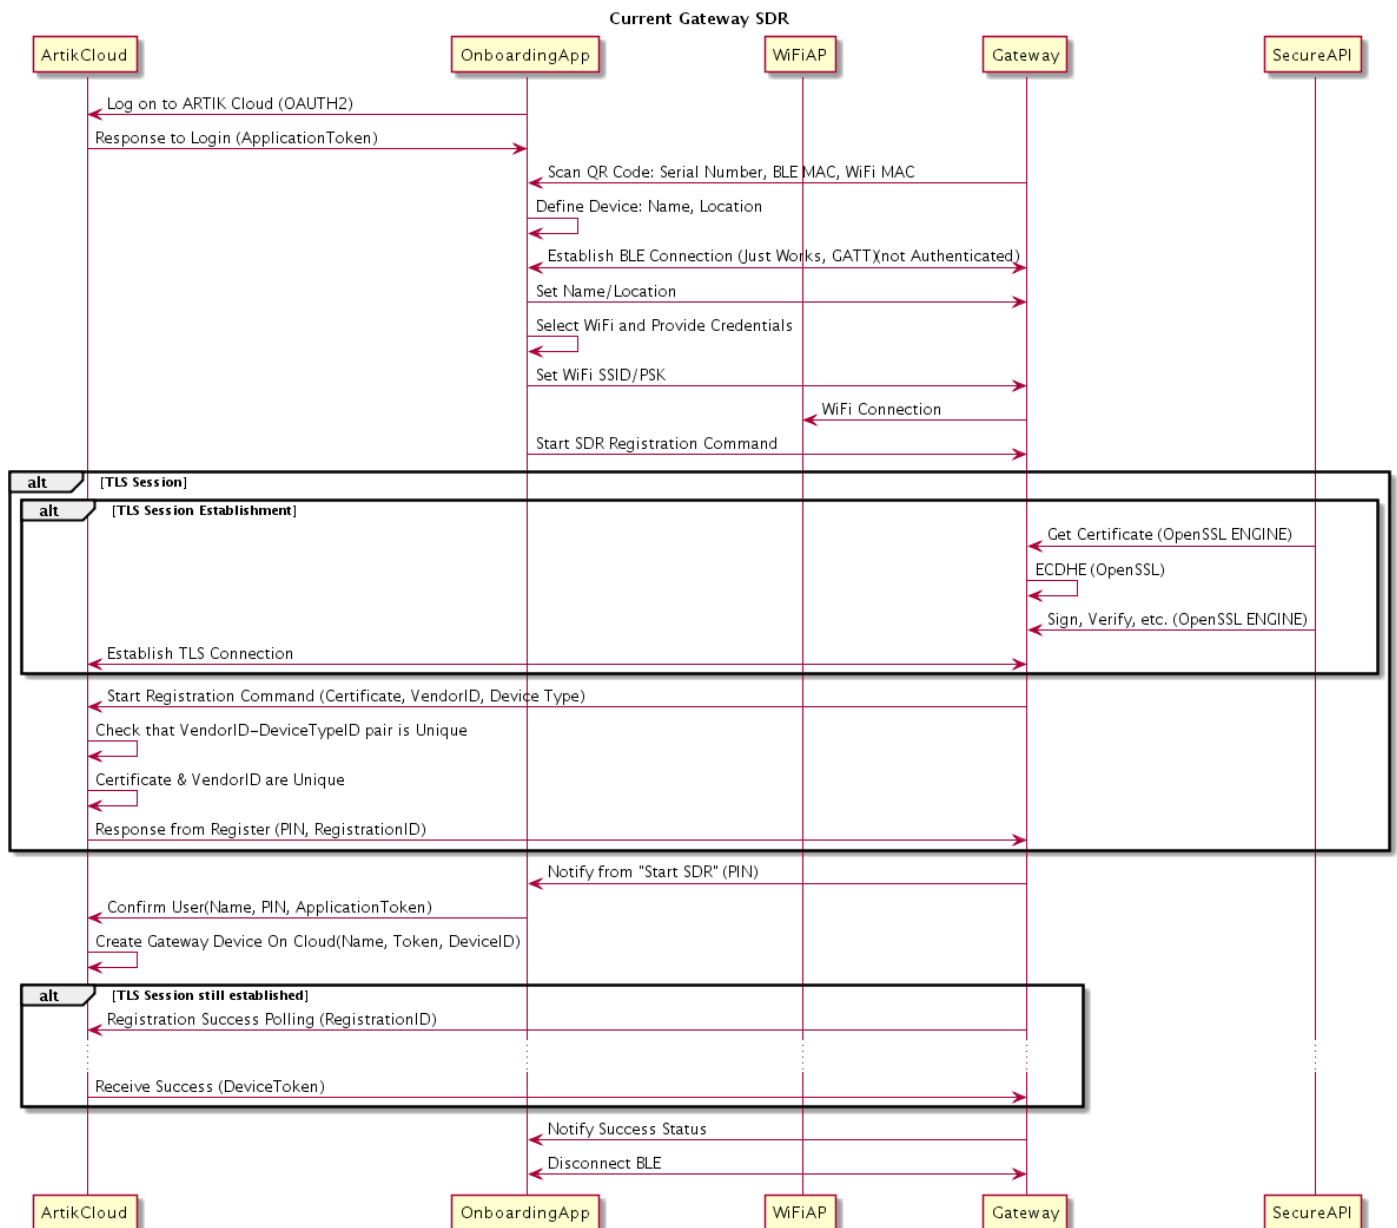 Current Gateway SDR
ArtikCloud OnboardingApp WiFiAP Gateway SecureAPI
Log on to ARTIK Cloud (OAUTH2)
Response to Login (ApplicationToken)
Scan QR Code: Serial Number, BLE MAC, WiFi MAC
Define Device: Name, Location
Establish BLE Connection (Just Works, GATT)(not Authenticated)
Set Name/Location
Select WiFi and Provide Credentials
Set WiFi SSID/PSK
WiFi Connection
Start SDR Registration Command
alt [TLS Session]
alt [TLS Session Establishment]
Get Certificate (OpenSSL ENGINE)
ECDHE (OpenSSL)
Sign, Verify, etc. (OpenSSL ENGINE)
Establish TLS Connection
Start Registration Command (Certificate, VendorID, Device Type)
Check that VendorID-DeviceTypeID pair is Unique
Certificate & VendorID are Unique
Response from Register (PIN, RegistrationID)
Notify from "Start SDR" (PIN)
Confirm User(Name, PIN, ApplicationToken)
Create Gateway Device On Cloud(Name, Token, DeviceID)
alt [TLS Session still established]
Registration Success Polling (RegistrationID)
Receive Success (DeviceToken)
Notify Success Status
Disconnect BLE
ArtikCloud OnboardingApp WiFiAP Gateway SecureAPI